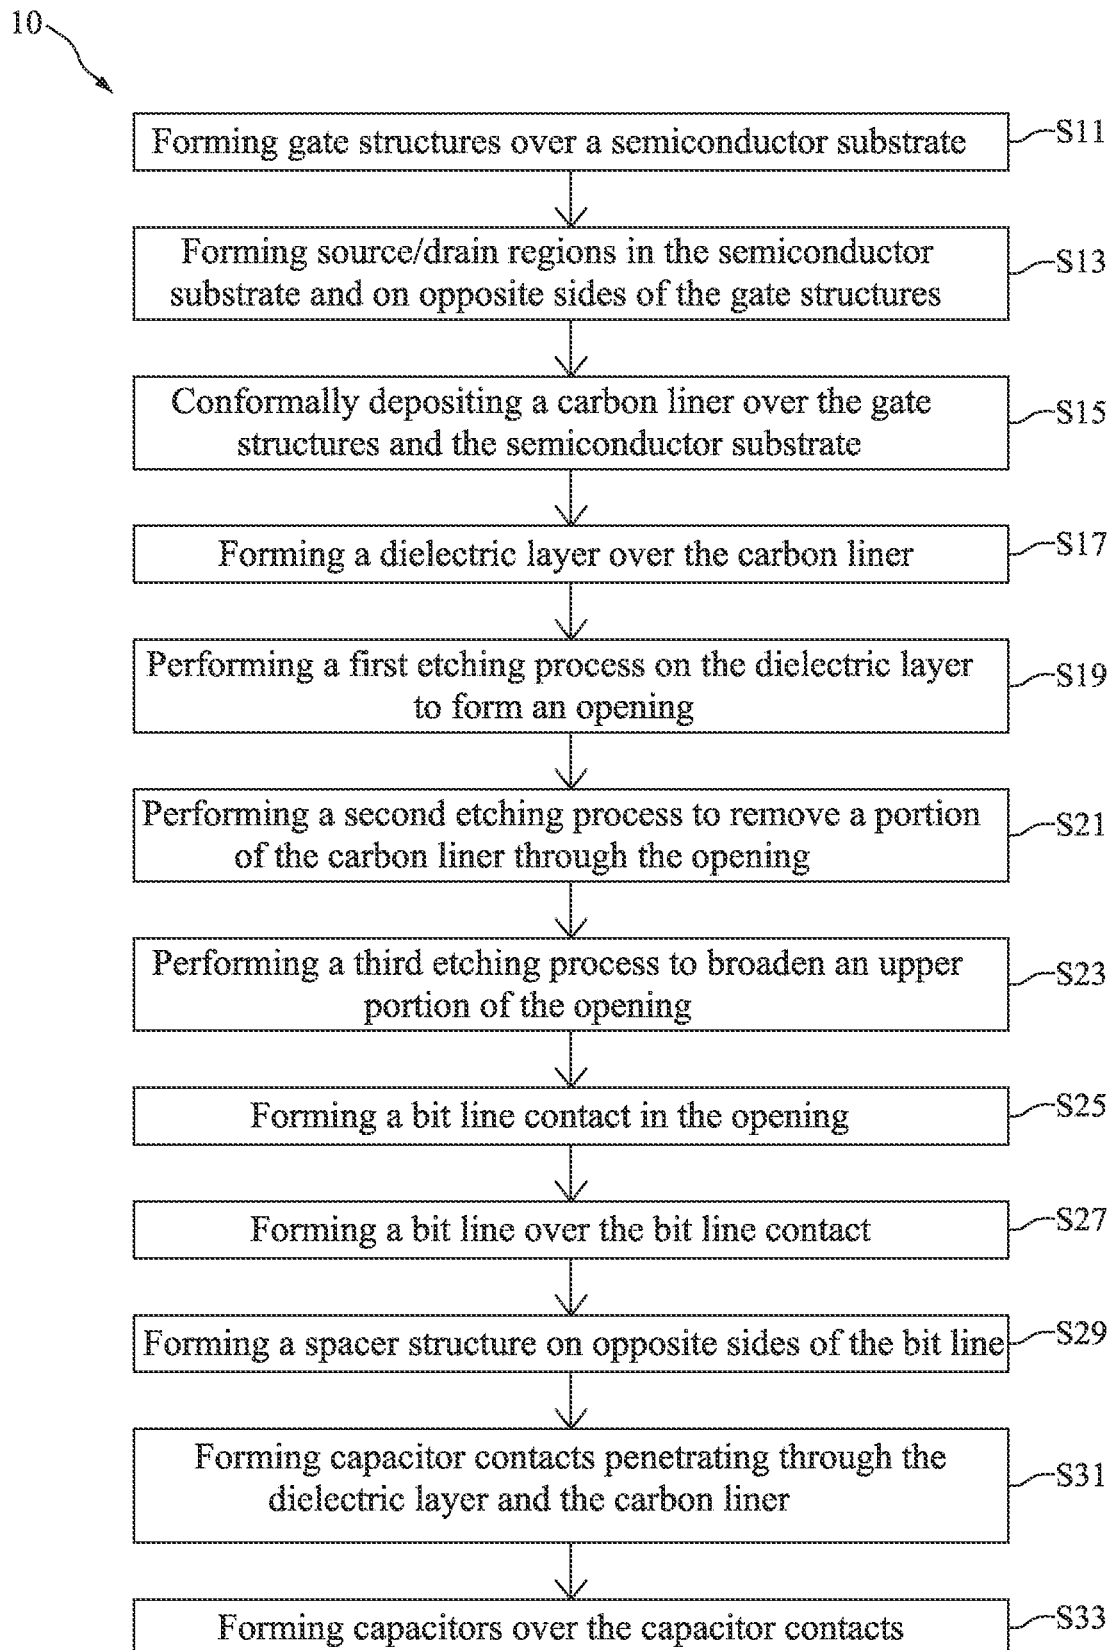 10
Forming gate structures over a semiconductor substrate
S11
Forming source/drain regions in the semiconductor
substrate and on opposite sides of the gate structures
S13
Conformally depositing a carbon liner over the gate
structures and the semiconductor substrate
S15
Forming a dielectric layer over the carbon liner
S17
Performing a first etching process on the dielectric layer
to form an opening
S19
Performing a second etching process to remove a portion
of the carbon liner through the opening
S21
Performing a third etching process to broaden an upper
portion of the opening
S23
Forming a bit line contact in the opening
S25
Forming a bit line over the bit line contact
S27
Forming a spacer structure on opposite sides of the bit line
S29
Forming capacitor contacts penetrating through the
dielectric layer and the carbon liner
S31
Forming capacitors over the capacitor contacts
S33